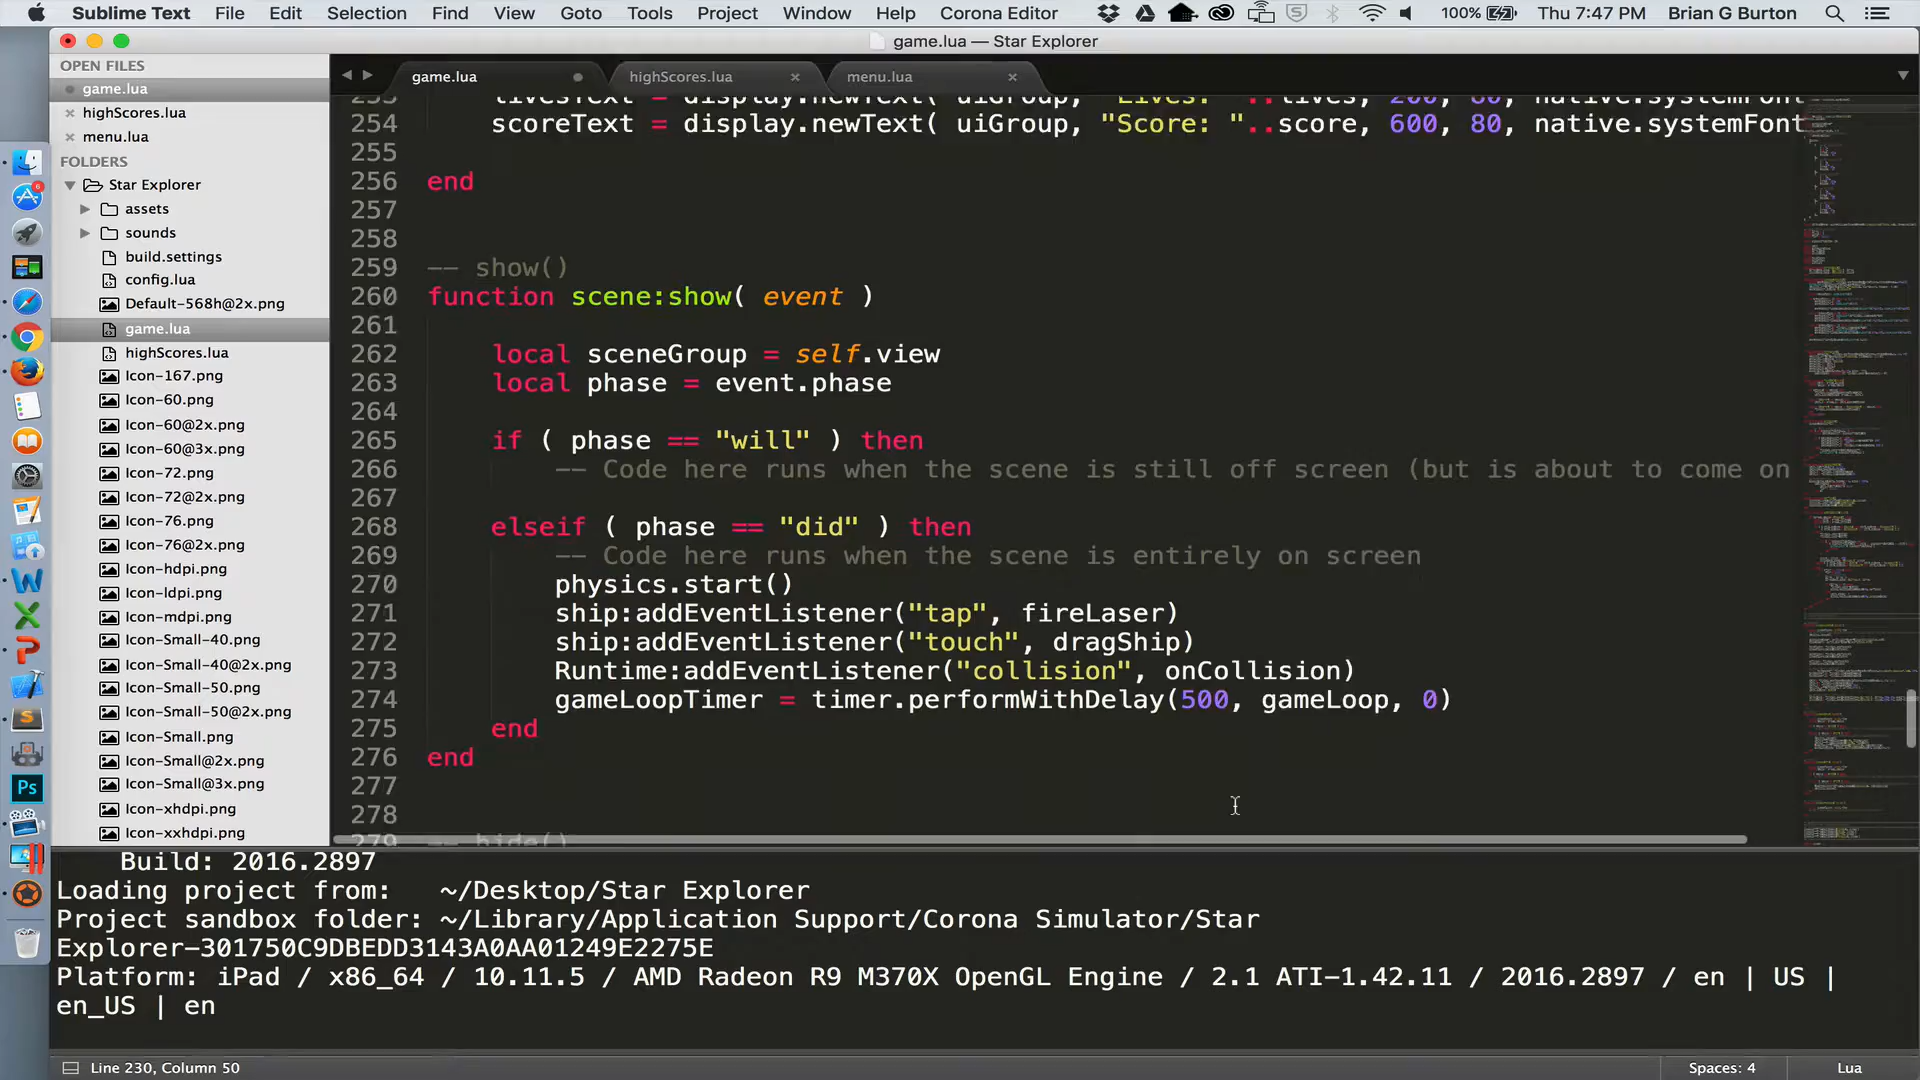 Sublime Text File Edit Selection Find View Goto Tools Project Window Help Corona Editor 100% Thu 7:47 PM Brian G Burton
game.lua — Star Explorer
OPEN FILES
game.lua
highScores.lua
menu.lua
FOLDERS
Star Explorer
assets
sounds
build.settings
config.lua
Default-568h@2x.png
game.lua
highScores.lua
Icon-167.png
Icon-60.png
Icon-60@2x.png
Icon-60@3x.png
Icon-72.png
Icon-72@2x.png
Icon-76.png
Icon-76@2x.png
Icon-hdpi.png
Icon-ldpi.png
Icon-mdpi.png
Icon-Small-40.png
Icon-Small-40@2x.png
Icon-Small-50.png
Icon-Small-50@2x.png
Icon-Small.png
Icon-Small@2x.png
Icon-Small@3x.png
Icon-xhdpi.png
Icon-xxhdpi.png
game.lua highScores.lua menu.lua
253 livesText = display.newText( uiGroup, "Lives: "..lives, 200, 80, native.systemFont
254 scoreText = display.newText( uiGroup, "Score: "..score, 600, 80, native.systemFont
255
256 end
257
258
259 -- show()
260 function scene:show( event )
261
262 local sceneGroup = self.view
263 local phase = event.phase
264
265 if ( phase == "will" ) then
266 -- Code here runs when the scene is still off screen (but is about to come on
267
268 elseif ( phase == "did" ) then
269 -- Code here runs when the scene is entirely on screen
270 physics.start()
271 ship:addEventListener("tap", fireLaser)
272 ship:addEventListener("touch", dragShip)
273 Runtime:addEventListener("collision", onCollision)
274 gameLoopTimer = timer.performWithDelay(500, gameLoop, 0)
275 end
276 end
277
278
279 -- hide()
Build: 2016.2897
Loading project from: ~/Desktop/Star Explorer
Project sandbox folder: ~/Library/Application Support/Corona Simulator/Star
Explorer-301750C9DBEDD3143A0AA01249E2275E
Platform: iPad / x86_64 / 10.11.5 / AMD Radeon R9 M370X OpenGL Engine / 2.1 ATI-1.42.11 / 2016.2897 / en | US |
en_US | en
Line 230, Column 50 Spaces: 4 Lua